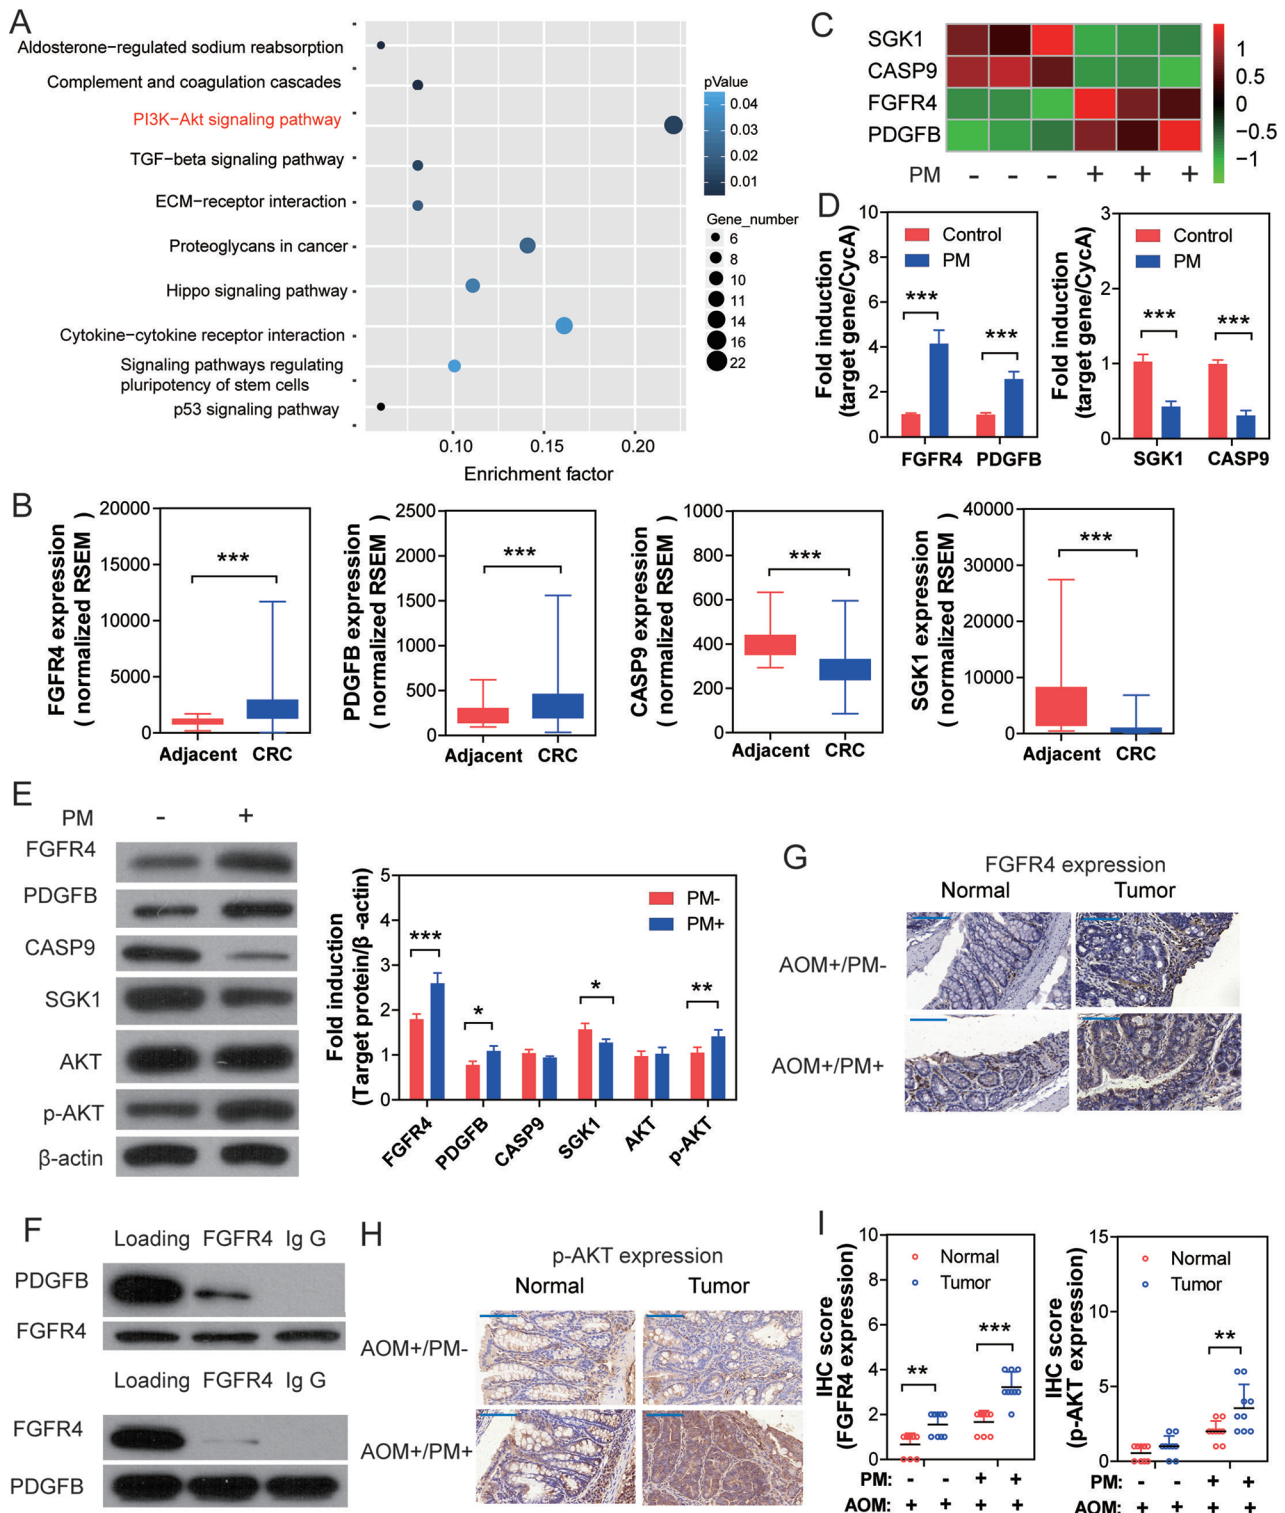 A
Aldosterone−regulated sodium reabsorption
Complement and coagulation cascades
PI3K−Akt signaling pathway
TGF−beta signaling pathway
ECM−receptor interaction
Proteoglycans in cancer
Hippo signaling pathway
Cytokine−cytokine receptor interaction
Signaling pathways regulating
pluripotency of stem cells
p53 signaling pathway
0.10 0.15 0.20
Enrichment factor
pValue
0.04
0.03
0.02
0.01
Gene_number
6
8
10
11
14
16
22
C
SGK1
CASP9
FGFR4
PDGFB
PM - - - + + +
1
0.5
0
−0.5
−1
D
Fold induction
(target gene/CycA)
10
8
6
4
2
0
Control
PM
***
***
FGFR4 PDGFB
Fold induction
(target gene/CycA)
3
2
1
0
Control
PM
***
***
SGK1 CASP9
B
FGFR4 expression
( normalized RSEM )
20000
15000
10000
5000
0
***
Adjacent CRC
PDGFB expression
( normalized RSEM )
2500
2000
1500
1000
500
0
***
Adjacent CRC
CASP9 expression
( normalized RSEM )
1000
800
600
400
200
0
***
Adjacent CRC
SGK1 expression
( normalized RSEM )
40000
30000
20000
10000
0
***
Adjacent CRC
E
PM - +
FGFR4
PDGFB
CASP9
SGK1
AKT
p-AKT
β-actin
Fold induction
(Target protein/β -actin)
5
4
3
2
1
0
PM-
PM+
***
*
*
**
FGFR4 PDGFB CASP9 SGK1 AKT p-AKT
G
FGFR4 expression
Normal Tumor
AOM+/PM-
AOM+/PM+
F
Loading FGFR4 Ig G
PDGFB
FGFR4
Loading FGFR4 Ig G
FGFR4
PDGFB
H
p-AKT expression
Normal Tumor
AOM+/PM-
AOM+/PM+
I
IHC score
(FGFR4 expression)
10
8
6
4
2
0
Normal
Tumor
**
***
PM: - - + +
AOM: + + + +
IHC score
(p-AKT expression)
15
10
5
0
Normal
Tumor
**
PM: - - + +
AOM: + + + +